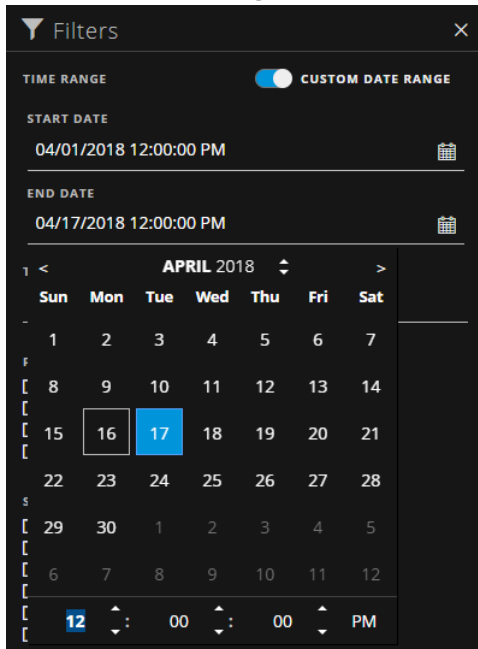 Filters ×
TIME RANGE CUSTOM DATE RANGE
START DATE
04/01/2018 12:00:00 PM
END DATE
04/17/2018 12:00:00 PM
< APRIL 2018 >
Sun Mon Tue Wed Thu Fri Sat
1 2 3 4 5 6 7
8 9 10 11 12 13 14
15 16 17 18 19 20 21
22 23 24 25 26 27 28
29 30 1 2 3 4 5
6 7 8 9 10 11 12
12 : 00 : 00 PM